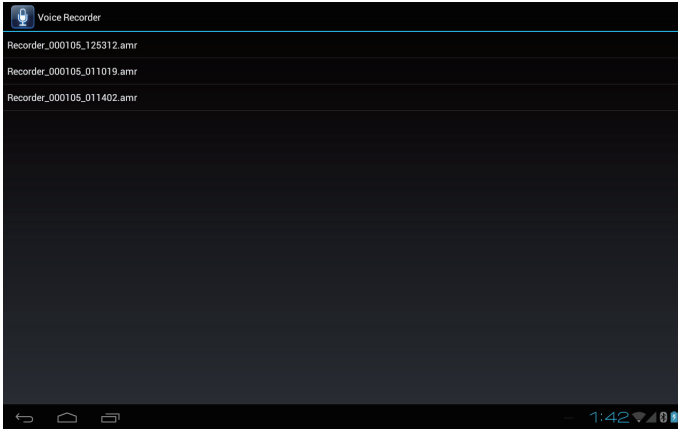 Voice Recorder
Recorder_000105_125312.amr
Recorder_000105_011019.amr
Recorder_000105_011402.amr
1:42